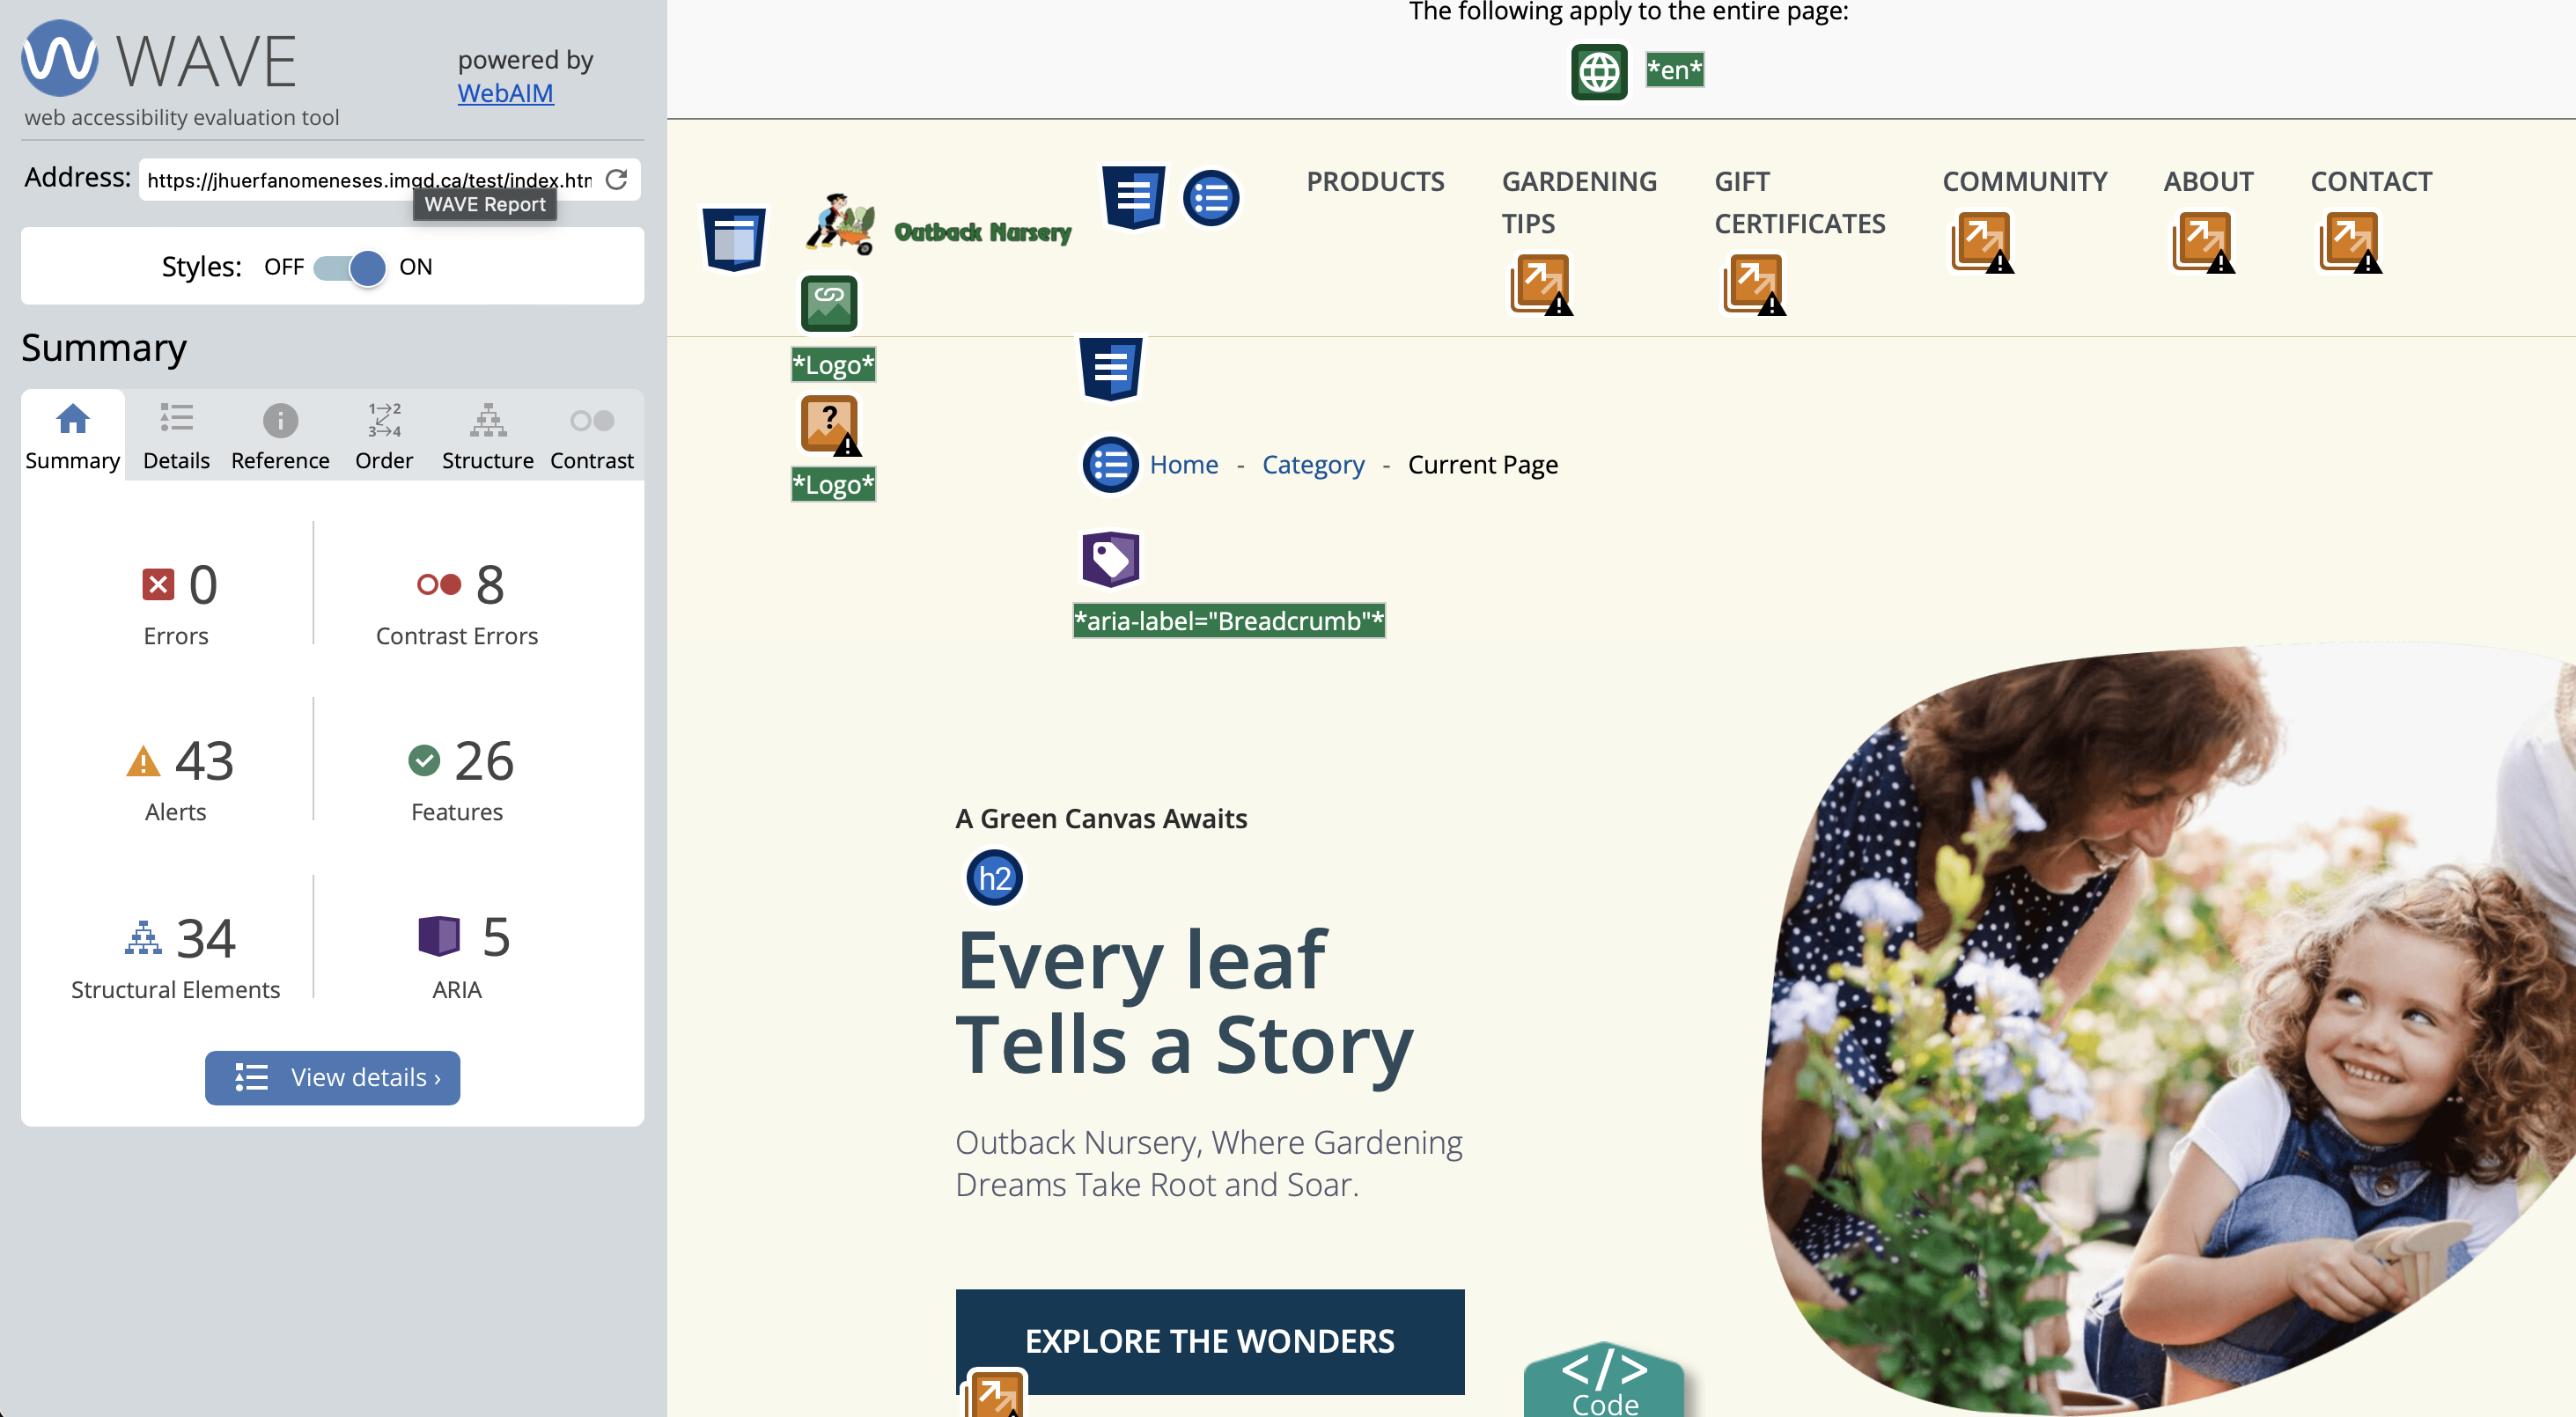 WAVE
web accessibility evaluation tool
powered by
WebAIM
Address: https://jhuerfanomeneses.imgd.ca/test/index.htm
WAVE Report
Styles: OFF ON
Summary
Summary Details Reference Order Structure Contrast
0 Errors
8 Contrast Errors
43 Alerts
26 Features
34 Structural Elements
5 ARIA
View details ›
The following apply to the entire page:
*en*
Outback Nursery
*Logo*
*Logo*
PRODUCTS
GARDENING
TIPS
GIFT
CERTIFICATES
COMMUNITY
ABOUT
CONTACT
Home - Category - Current Page
*aria-label="Breadcrumb"*
A Green Canvas Awaits
h2
Every leaf
Tells a Story
Outback Nursery, Where Gardening
Dreams Take Root and Soar.
EXPLORE THE WONDERS
</>
Code